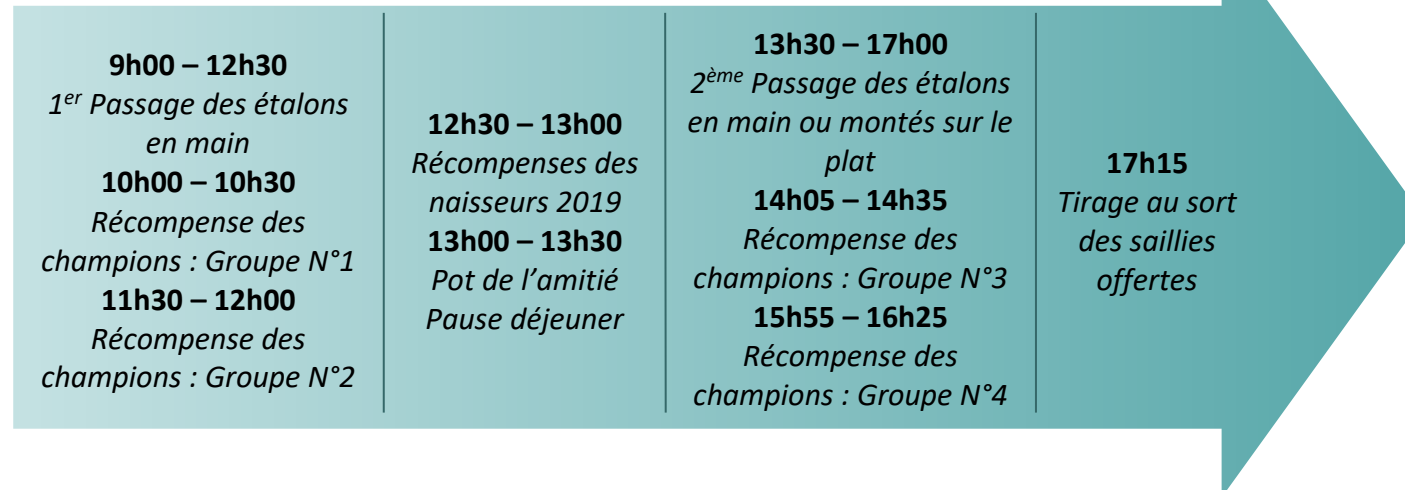 9h00 – 12h30
1er Passage des étalons
en main
10h00 – 10h30
Récompense des
champions : Groupe N°1
11h30 – 12h00
Récompense des
champions : Groupe N°2
12h30 – 13h00
Récompenses des
naisseurs 2019
13h00 – 13h30
Pot de l’amitié
Pause déjeuner
13h30 – 17h00
2ème Passage des étalons
en main ou montés sur le
plat
14h05 – 14h35
Récompense des
champions : Groupe N°3
15h55 – 16h25
Récompense des
champions : Groupe N°4
17h15
Tirage au sort
des saillies
offertes